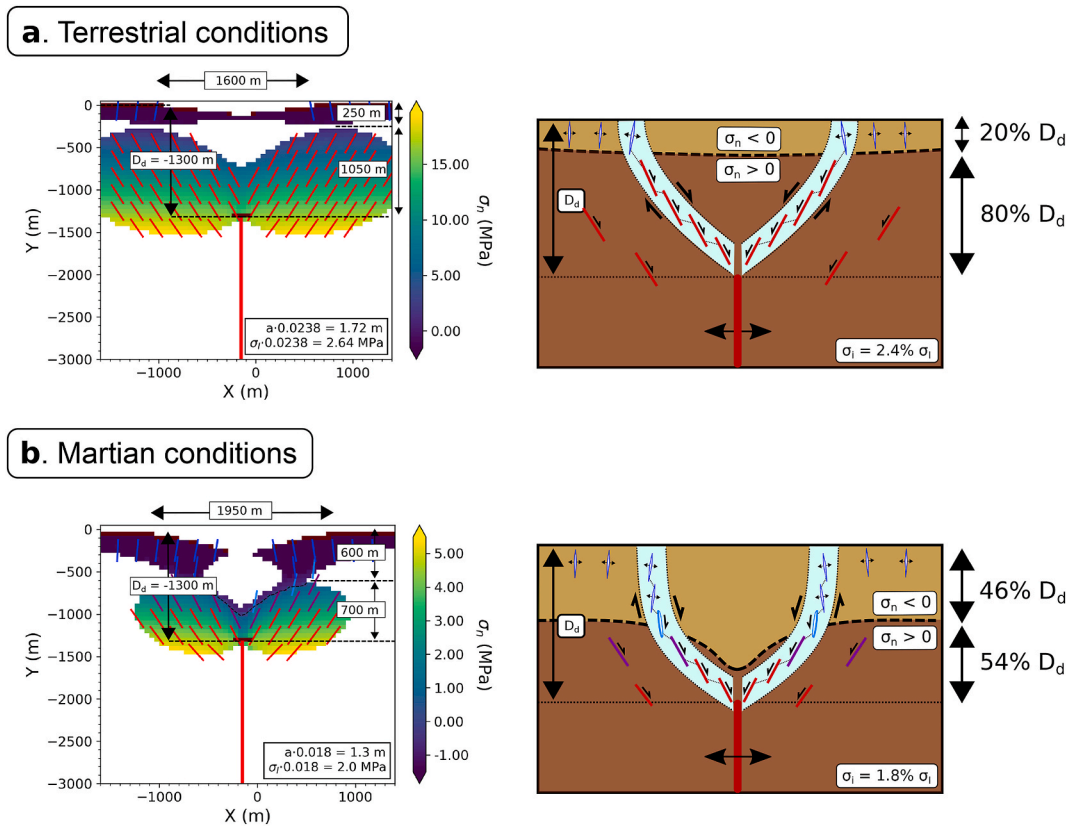 a. Terrestrial conditions
1600 m
0
−500
−1000
−1500
−2000
−2500
−3000
Y (m)
−1000
0
1000
X (m)
250 m
1050 m
D_d = -1300 m
a·0.0238 = 1.72 m
σ_l·0.0238 = 2.64 MPa
15.00
10.00
5.00
0.00
σ_n (MPa)
σ_n < 0
σ_n > 0
D_d
σ_i = 2.4% σ_l
20% D_d
80% D_d
b. Martian conditions
1950 m
0
−500
−1000
−1500
−2000
−2500
−3000
Y (m)
−1000
0
1000
X (m)
600 m
700 m
D_d = -1300 m
a·0.018 = 1.3 m
σ_l·0.018 = 2.0 MPa
5.00
4.00
3.00
2.00
1.00
0.00
-1.00
σ_n (MPa)
σ_n < 0
σ_n > 0
D_d
σ_i = 1.8% σ_l
46% D_d
54% D_d